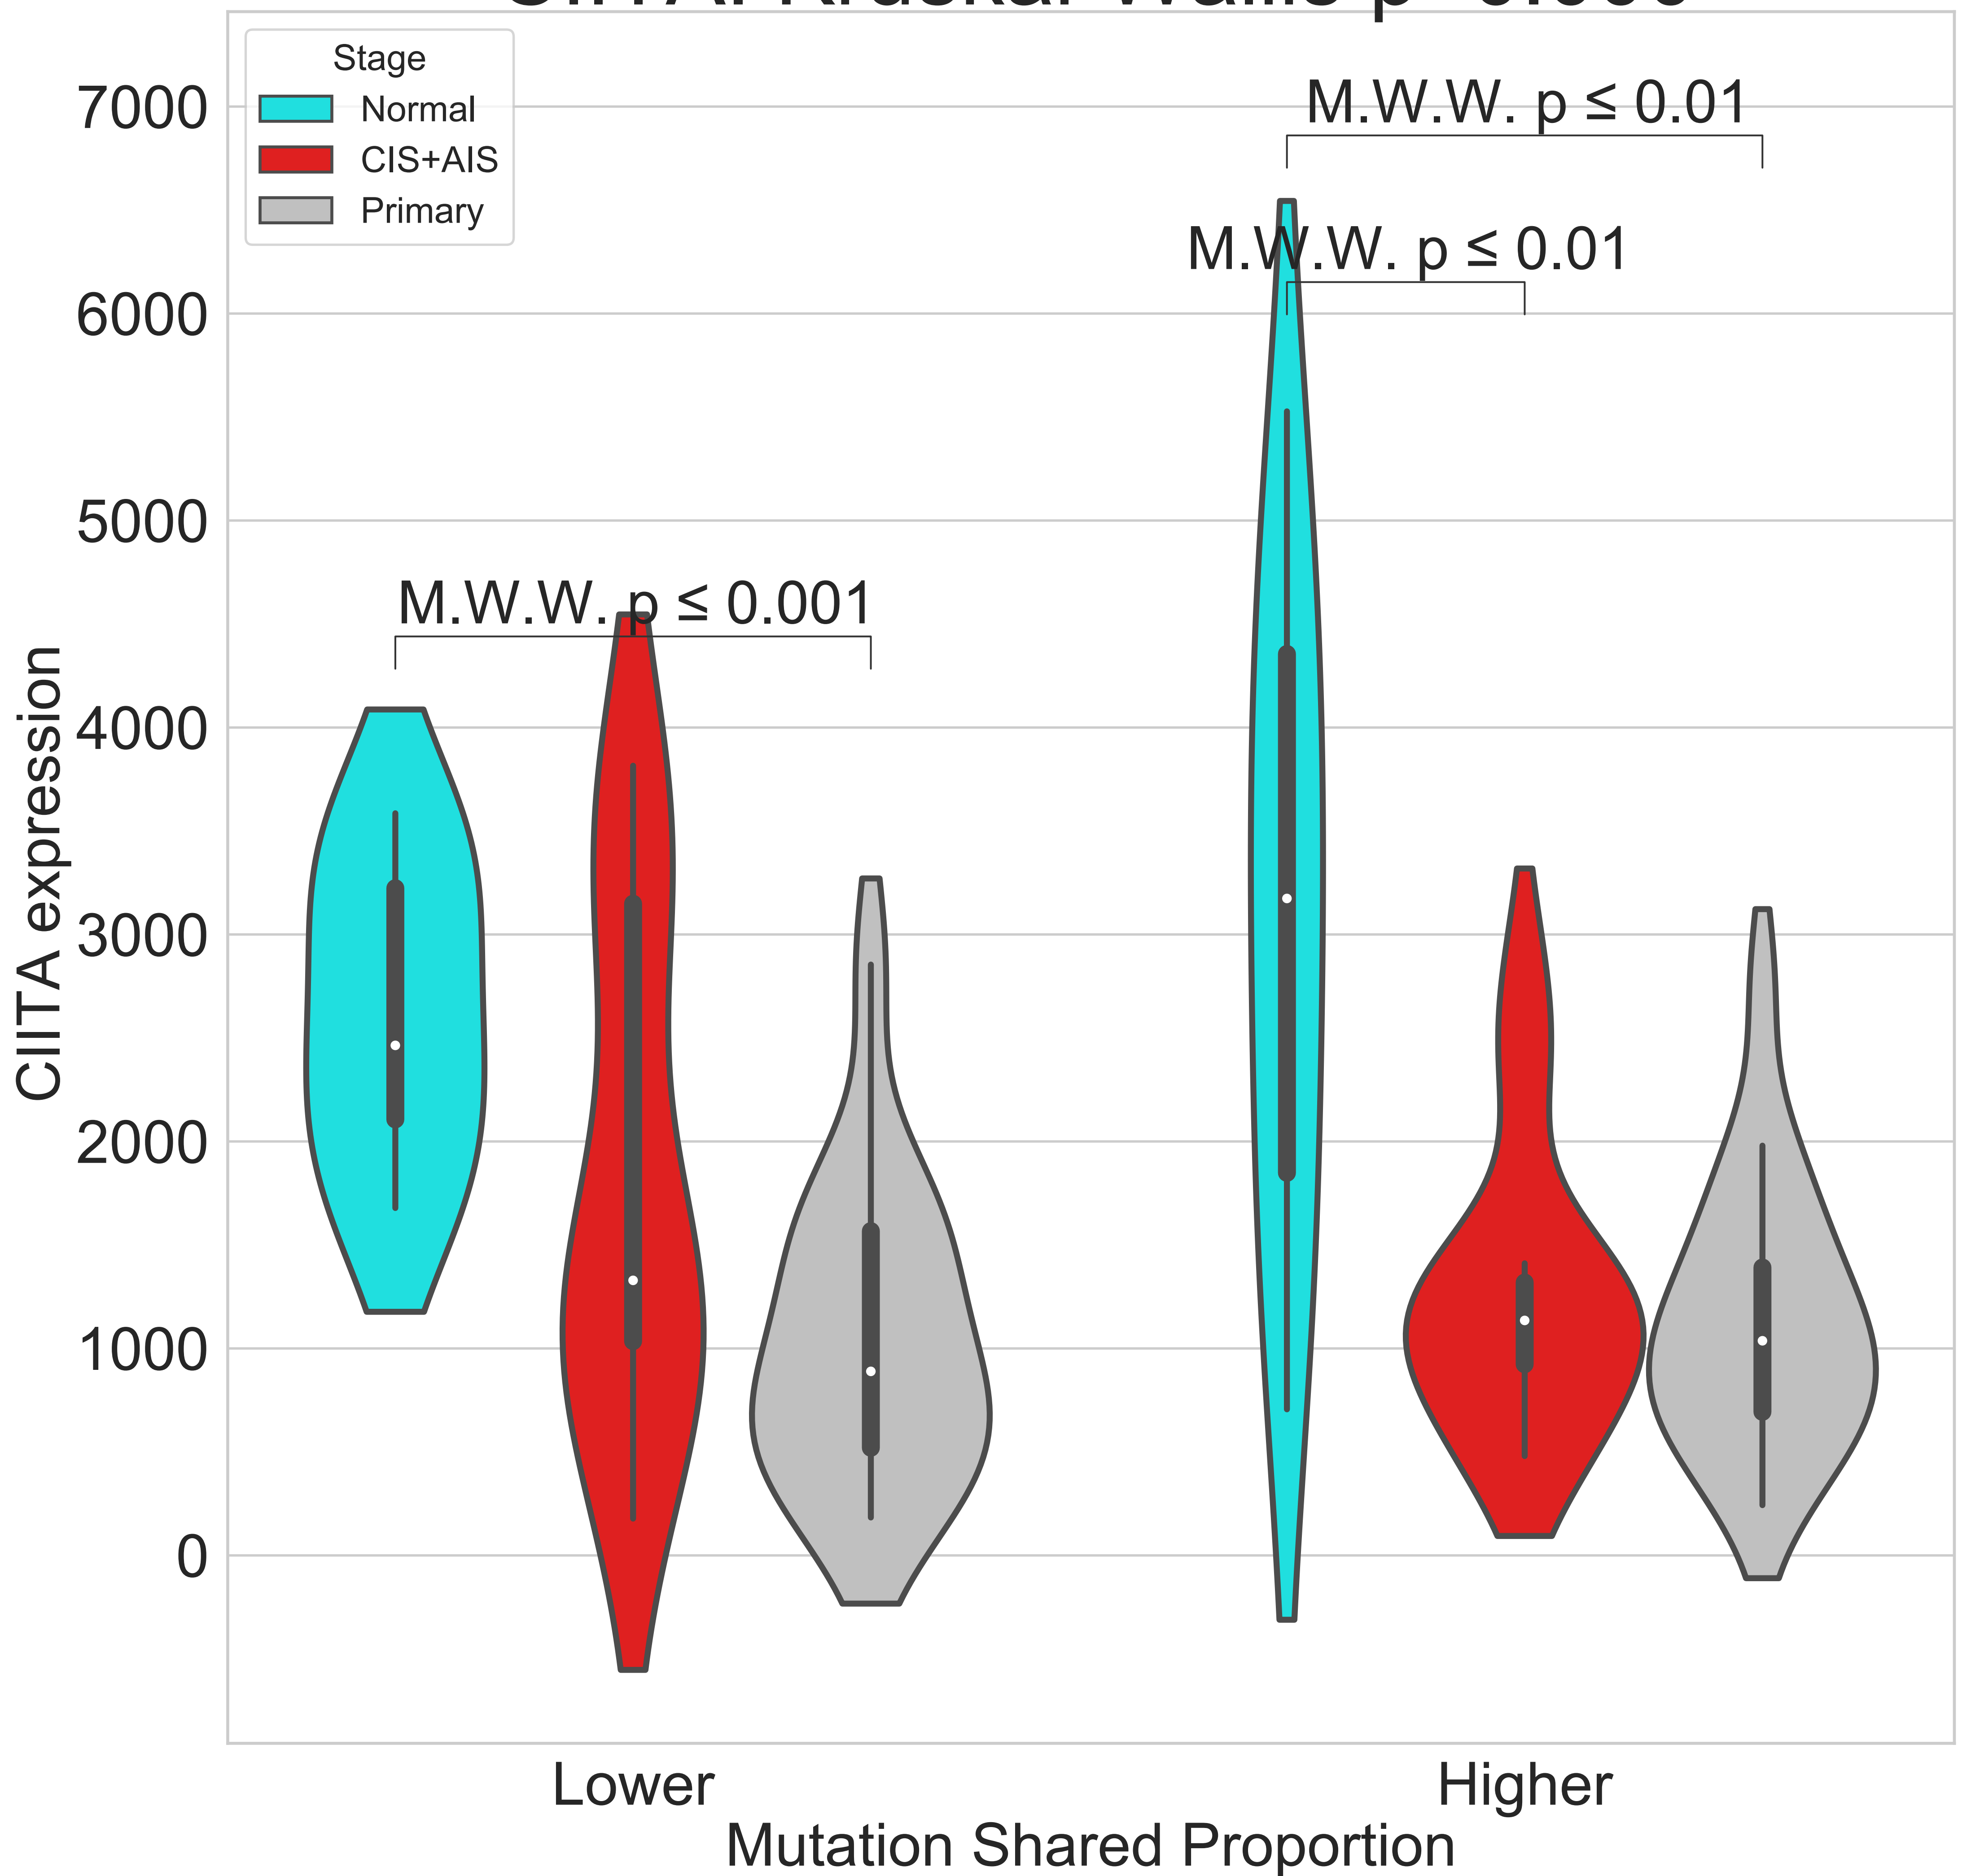 Stage
Normal
CIS+AIS
Primary
M.W.W. p ≤ 0.01
M.W.W. p ≤ 0.01
M.W.W. p ≤ 0.001
7000
6000
5000
4000
3000
2000
1000
0
CIITA expression
Lower
Higher
Mutation Shared Proportion